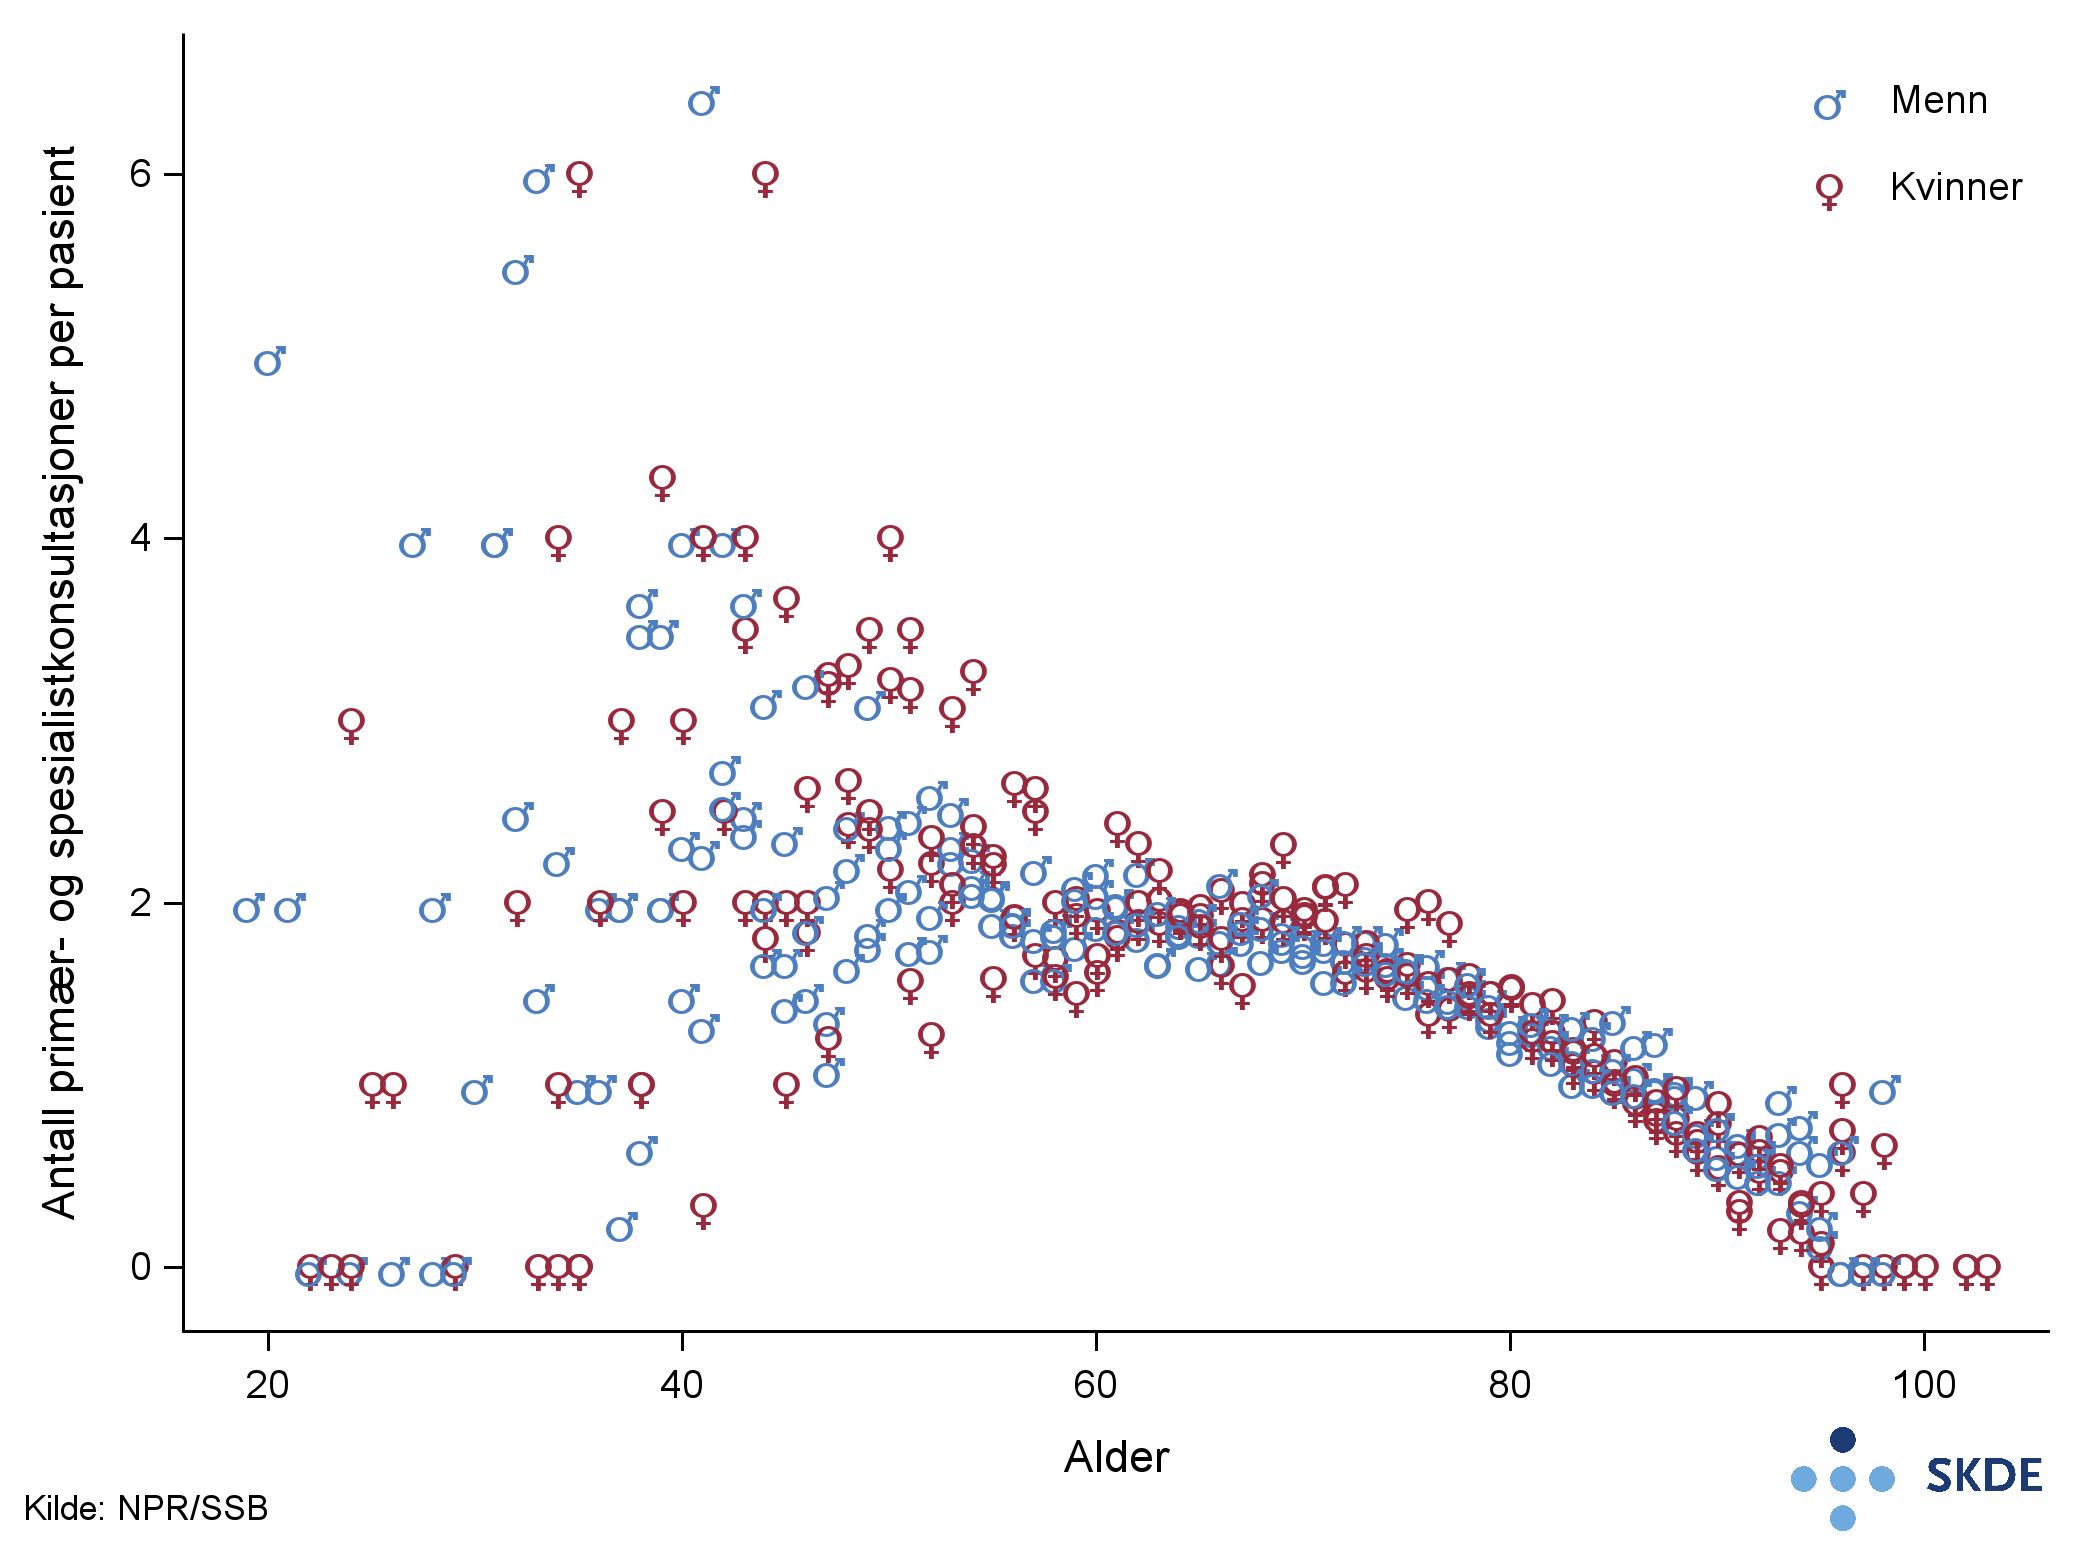 Antall primær- og spesialistkonsultasjoner per pasient
6
4
2
0
Menn
Kvinner
20 40 60 80 100
Alder
Kilde: NPR/SSB
SKDE